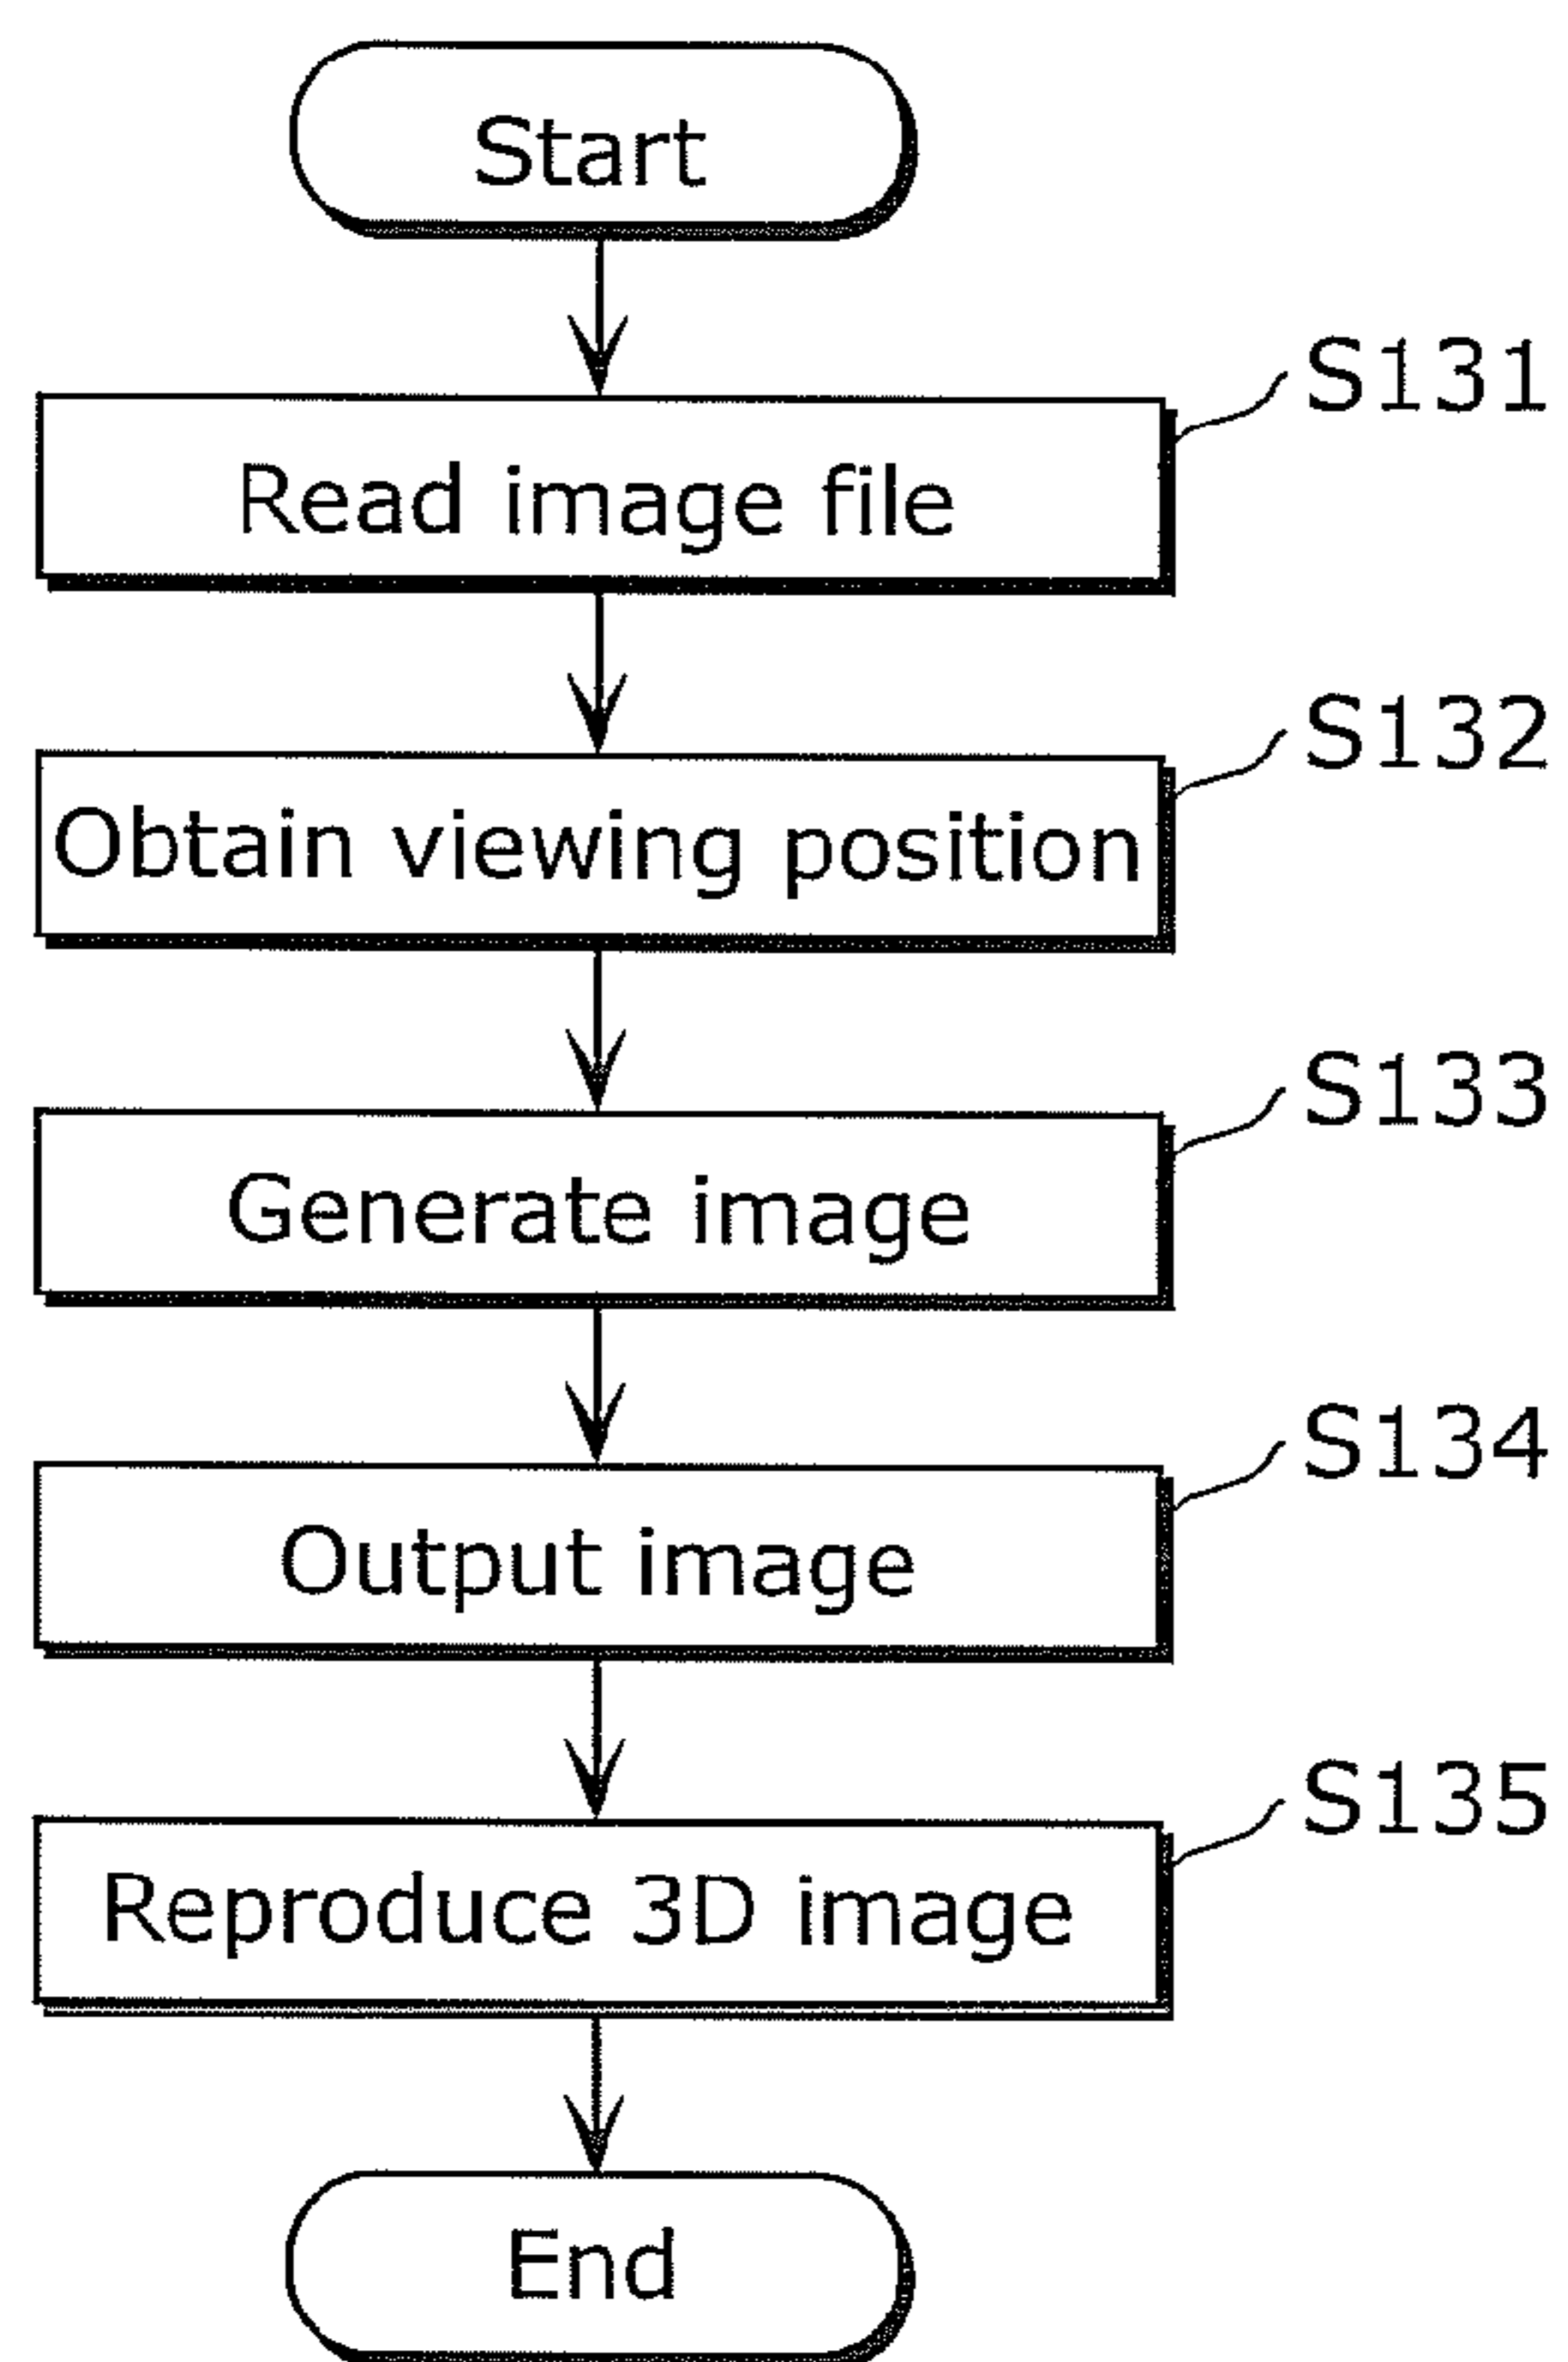 Start
S131
Read image file
S132
Obtain viewing position
S133
Generate image
S134
Output image
S135
Reproduce 3D image
End